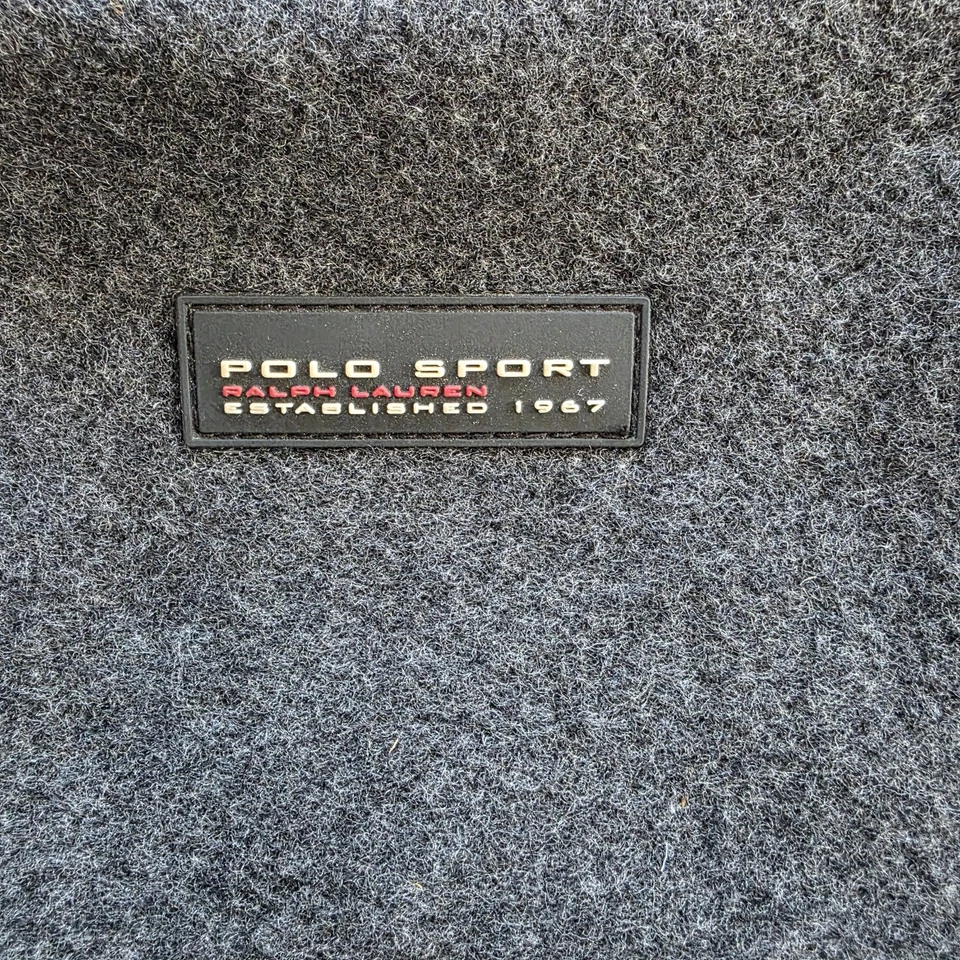 POLO SPORT
RALPH LAUREN
ESTABLISHED 1967